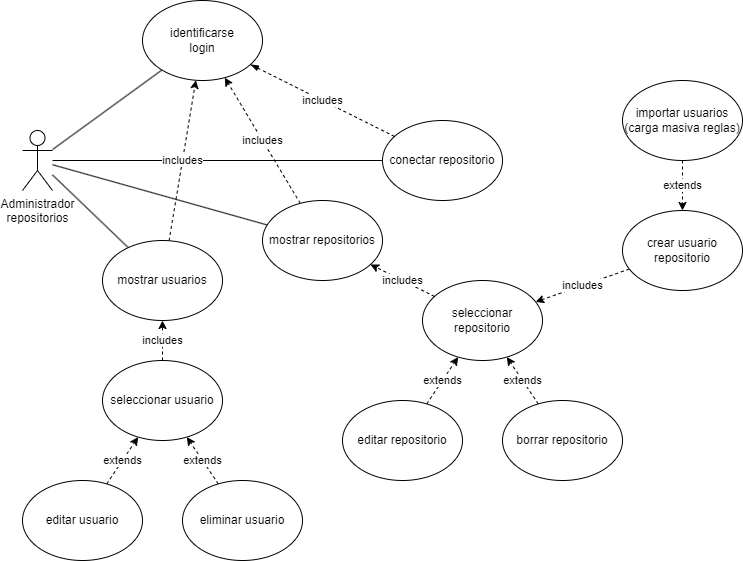 identificarse
login
includes
importar usuarios
(carga masiva reglas)
includes
includes
conectar repositorio
extends
Administrador
repositorios
mostrar repositorios
crear usuario
repositorio
mostrar usuarios
includes
includes
seleccionar
repositorio
includes
seleccionar usuario
extends
extends
editar repositorio
borrar repositorio
extends
extends
editar usuario
eliminar usuario